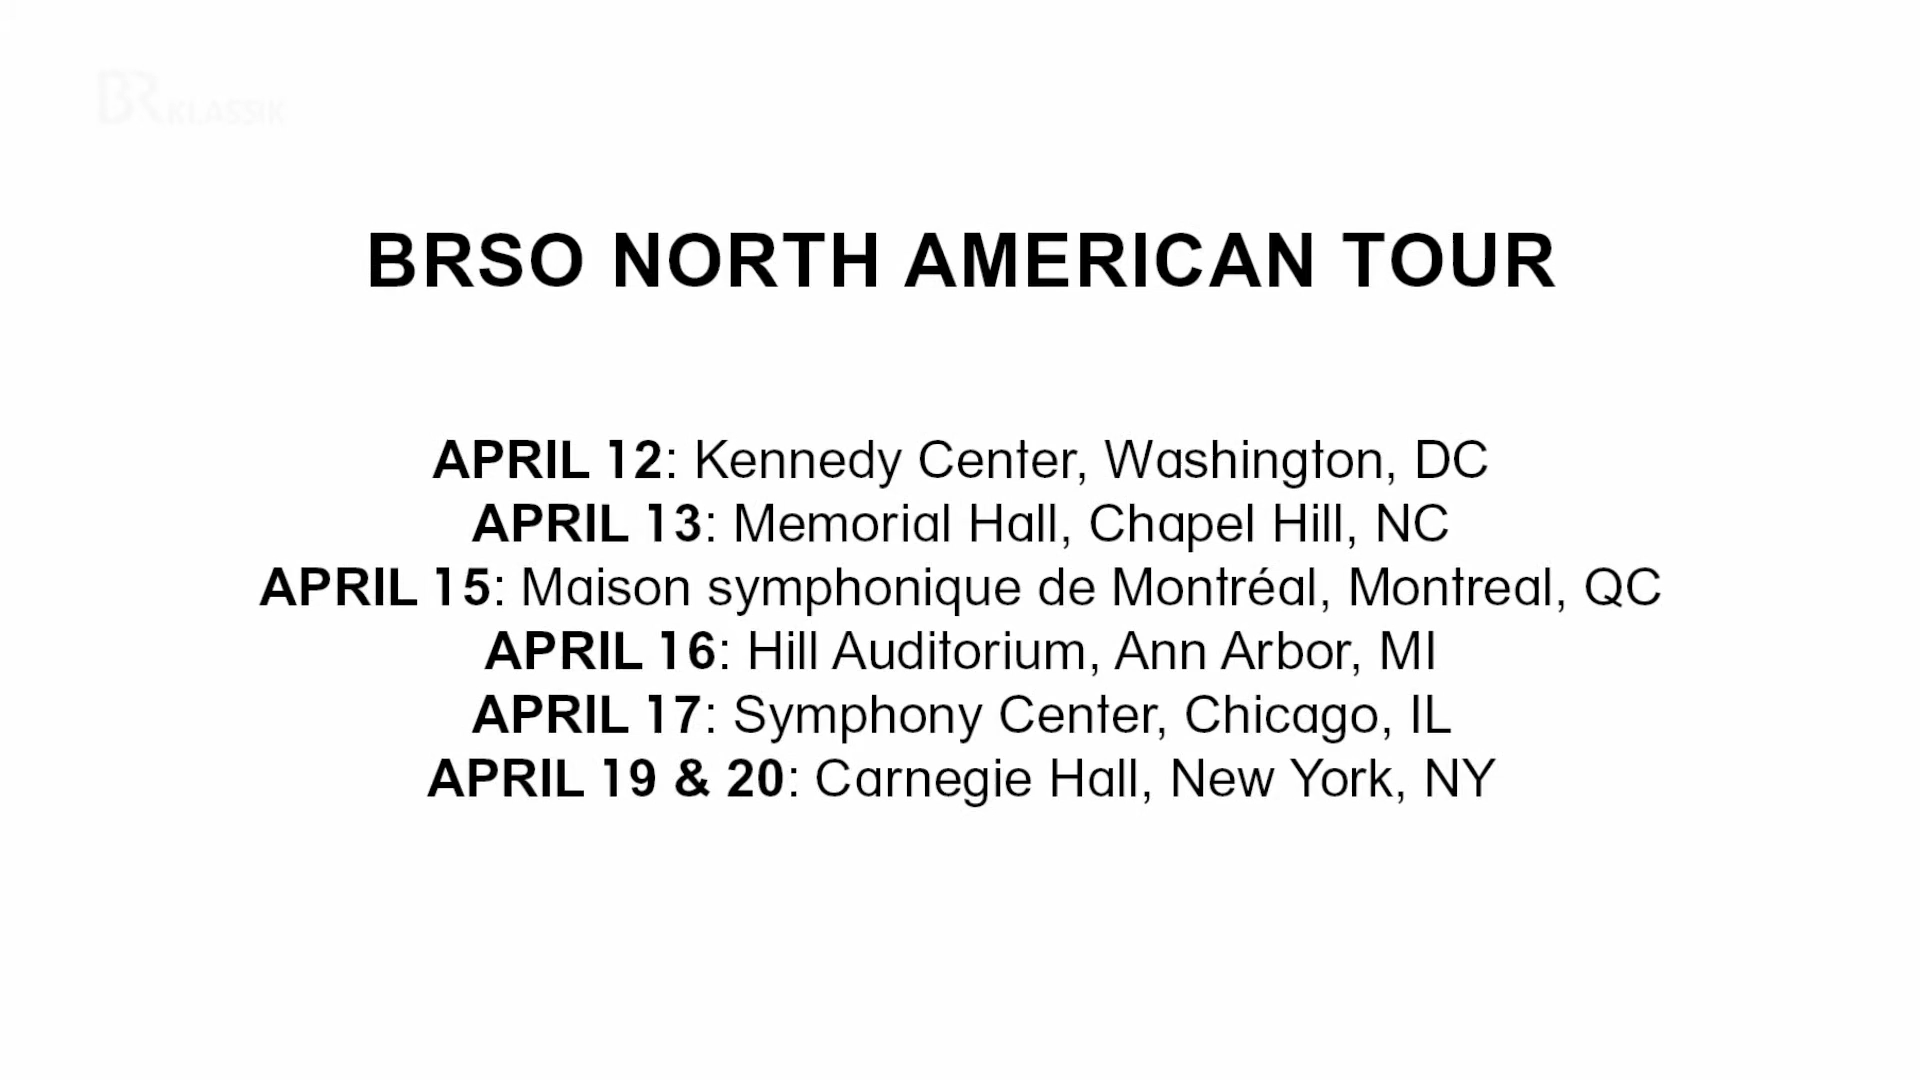 BR KLASSIK
BRSO NORTH AMERICAN TOUR
APRIL 12: Kennedy Center, Washington, DC
APRIL 13: Memorial Hall, Chapel Hill, NC
APRIL 15: Maison symphonique de Montréal, Montreal, QC
APRIL 16: Hill Auditorium, Ann Arbor, MI
APRIL 17: Symphony Center, Chicago, IL
APRIL 19 & 20: Carnegie Hall, New York, NY